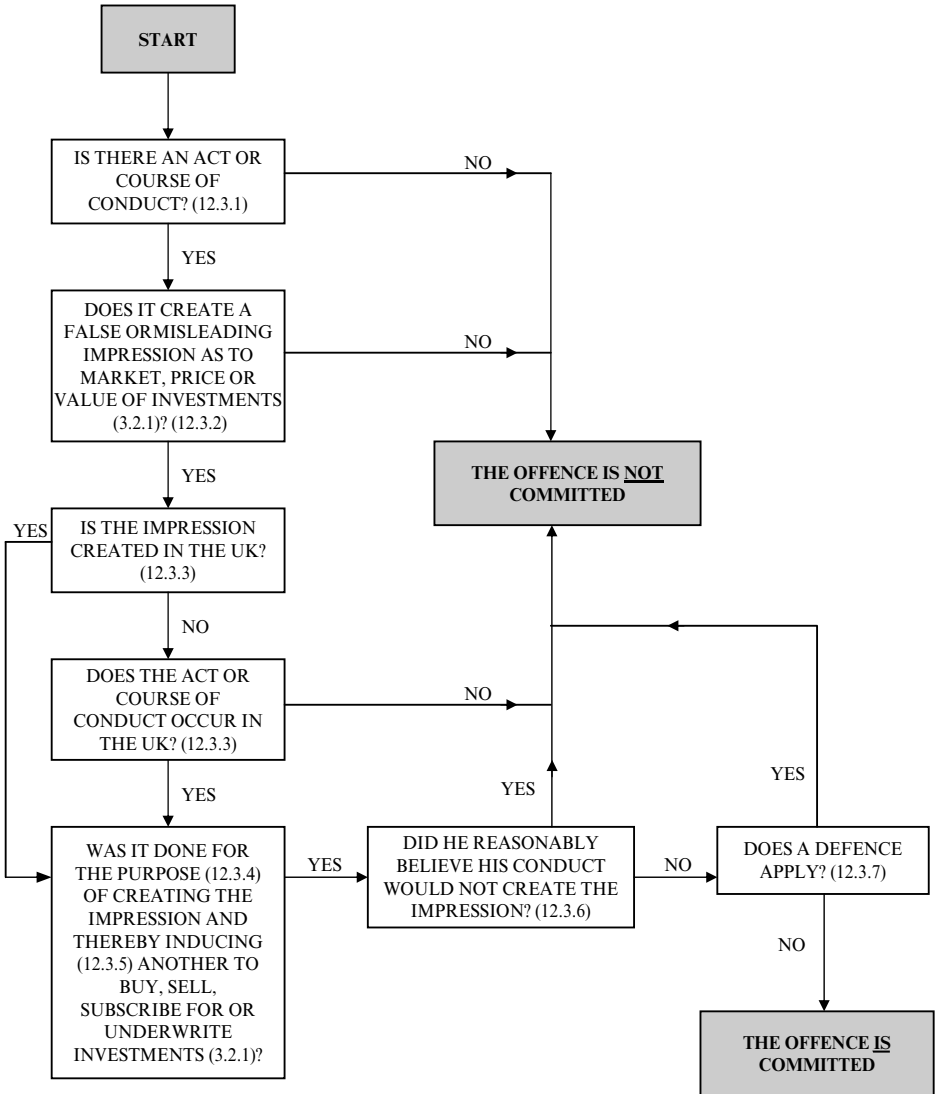 START
IS THERE AN ACT OR
COURSE OF
CONDUCT? (12.3.1)
NO
YES
DOES IT CREATE A
FALSE ORMISLEADING
IMPRESSION AS TO
MARKET, PRICE OR
VALUE OF INVESTMENTS
(3.2.1)? (12.3.2)
NO
YES
THE OFFENCE IS NOT
COMMITTED
YES
IS THE IMPRESSION
CREATED IN THE UK?
(12.3.3)
NO
DOES THE ACT OR
COURSE OF
CONDUCT OCCUR IN
THE UK? (12.3.3)
NO
YES
WAS IT DONE FOR
THE PURPOSE (12.3.4)
OF CREATING THE
IMPRESSION AND
THEREBY INDUCING
(12.3.5) ANOTHER TO
BUY, SELL,
SUBSCRIBE FOR OR
UNDERWRITE
INVESTMENTS (3.2.1)?
YES
DID HE REASONABLY
BELIEVE HIS CONDUCT
WOULD NOT CREATE THE
IMPRESSION? (12.3.6)
YES
NO
DOES A DEFENCE
APPLY? (12.3.7)
YES
NO
THE OFFENCE IS
COMMITTED